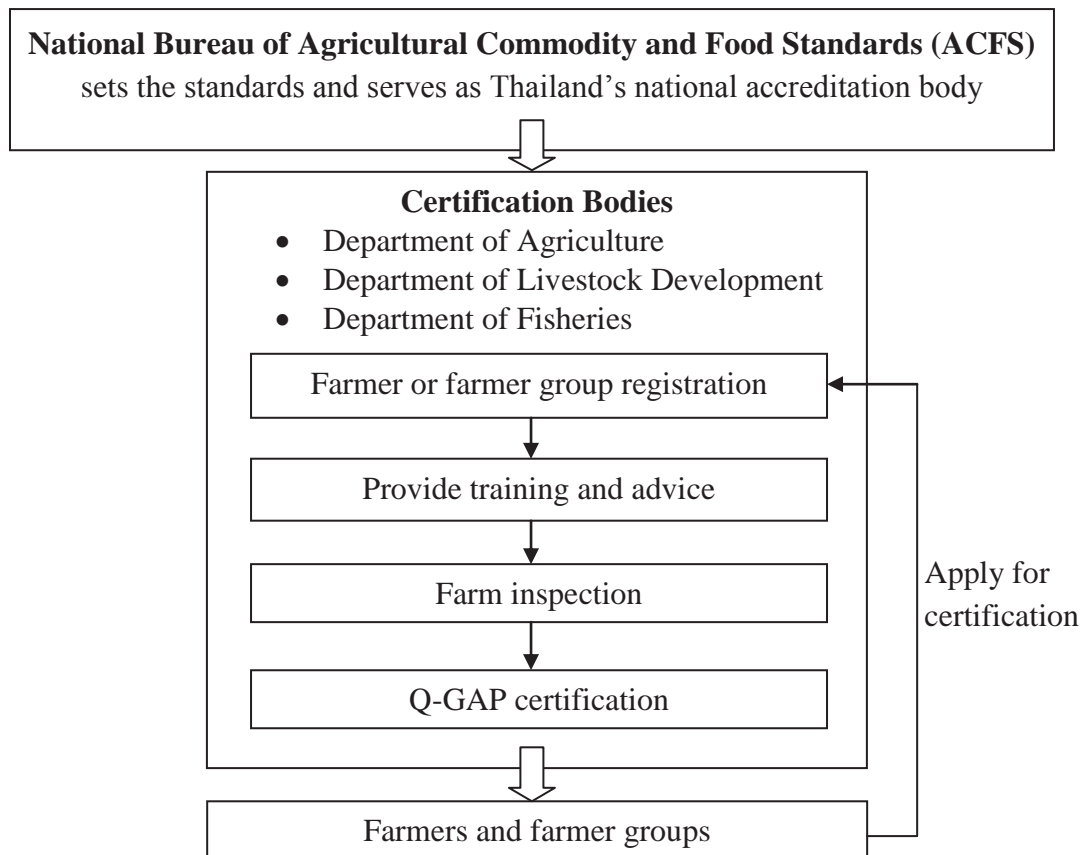 National Bureau of Agricultural Commodity and Food Standards (ACFS)
sets the standards and serves as Thailand's national accreditation body
Certification Bodies
• Department of Agriculture
• Department of Livestock Development
• Department of Fisheries
Farmer or farmer group registration
Provide training and advice
Farm inspection
Q-GAP certification
Apply for
certification
Farmers and farmer groups